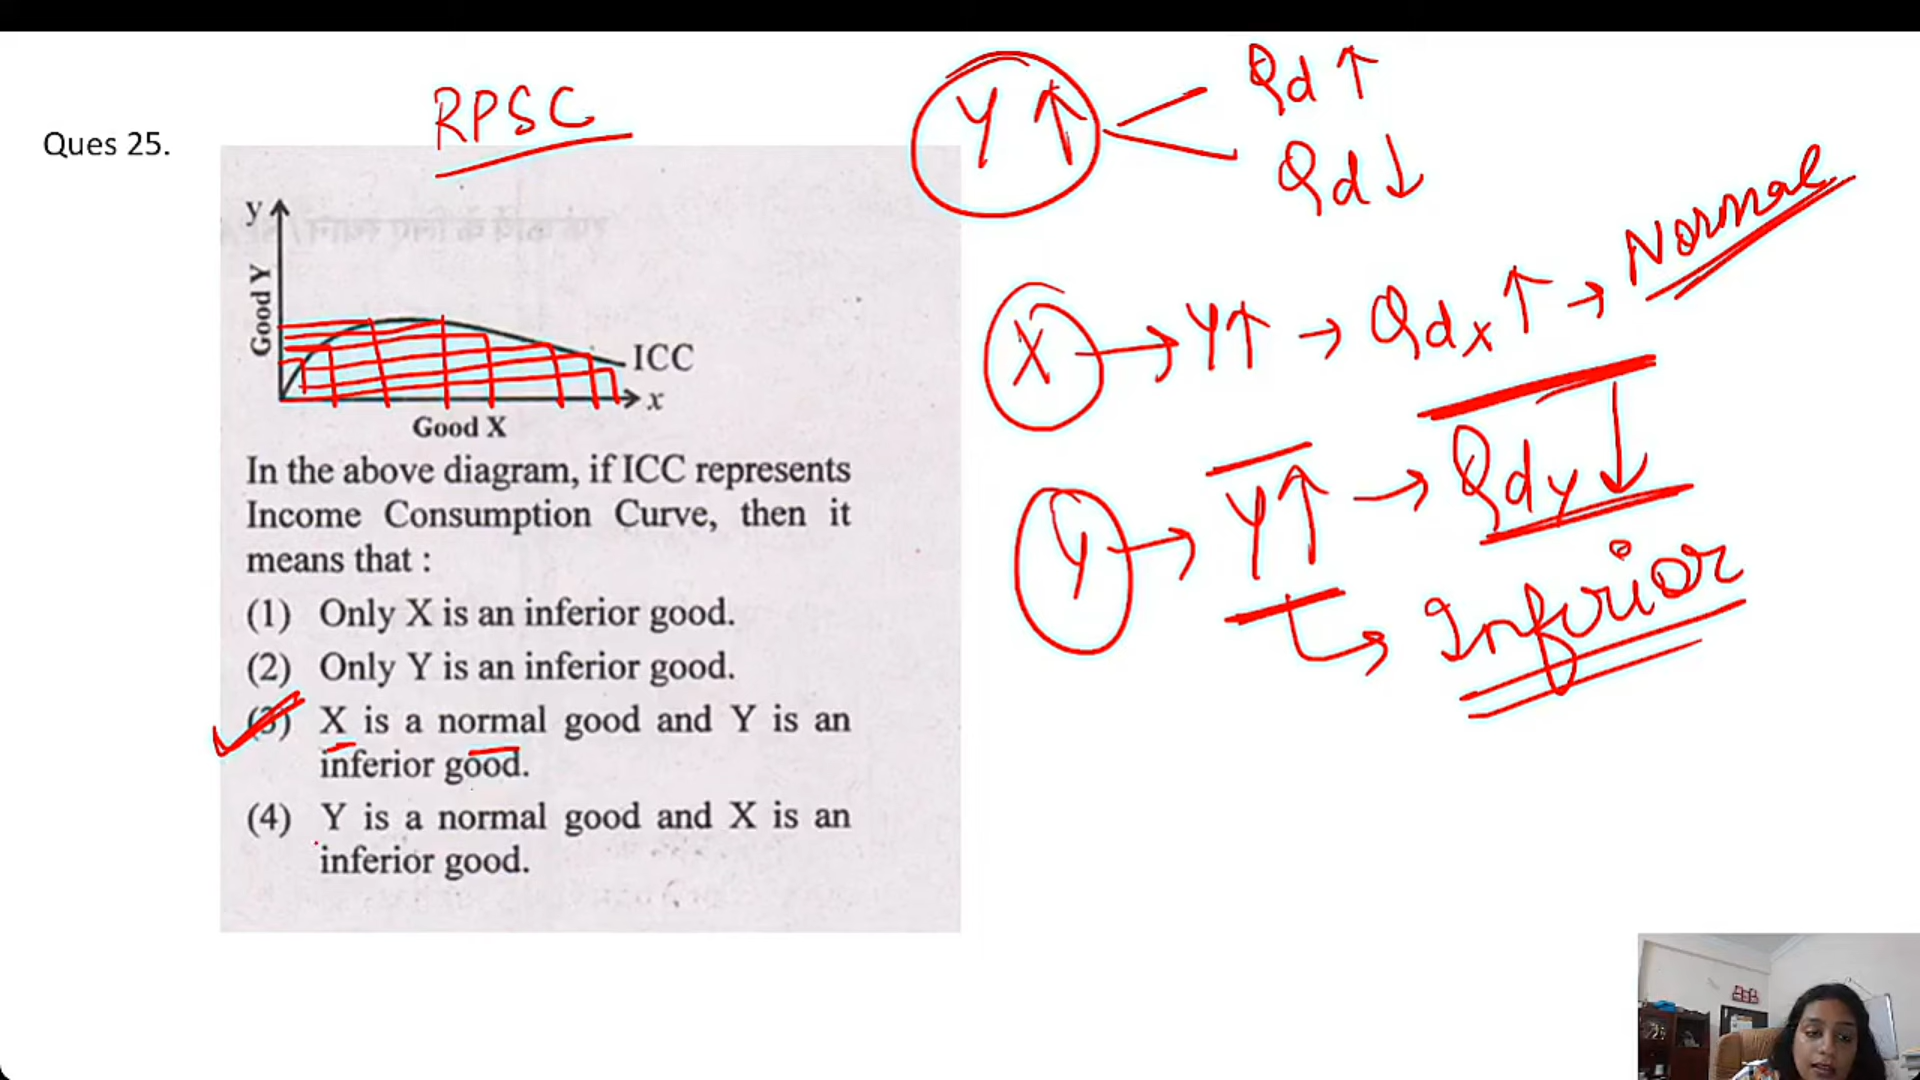 RPSC
Ques 25.
y
Good Y
ICC
x
Good X
In the above diagram, if ICC represents
Income Consumption Curve, then it
means that :
(1) Only X is an inferior good.
(2) Only Y is an inferior good.
(3) X is a normal good and Y is an
inferior good.
(4) Y is a normal good and X is an
inferior good.
Y ↑
Qd ↑
Qd ↓
X → Y↑ → Qdx ↑ → Normal
Y → Y↑ → Qdy ↓
Inferior